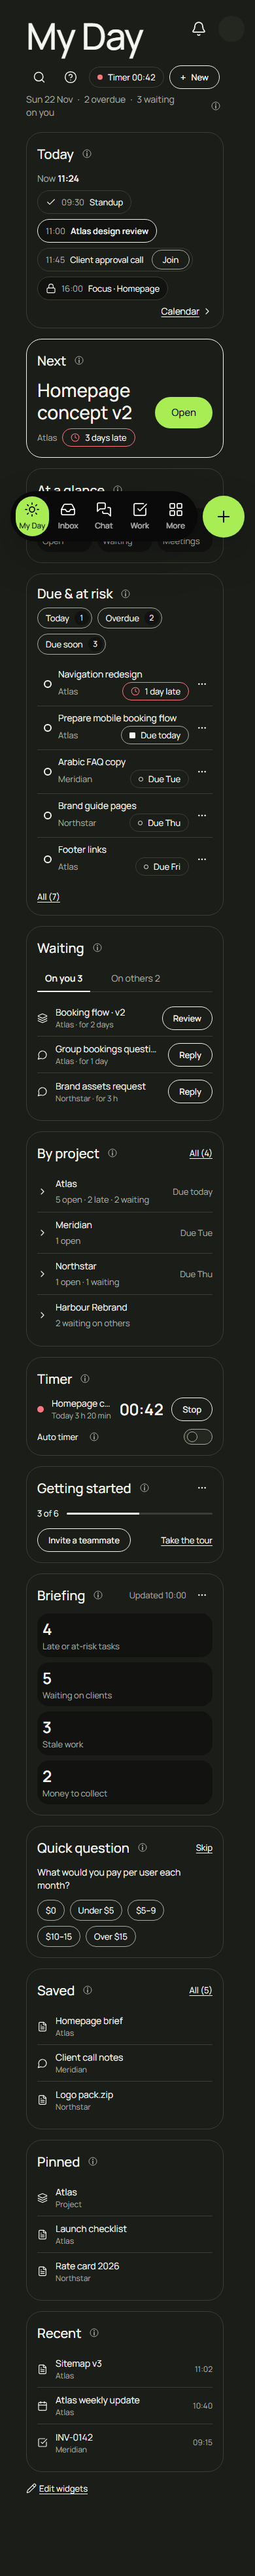 My Day
Timer 00:42
+ New
Sun 22 Nov · 2 overdue · 3 waiting
on you
Today
Now 11:24
09:30 Standup
11:00 Atlas design review
11:45 Client approval call Join
16:00 Focus · Homepage
Calendar
Next
Homepage
concept v2
Open
Atlas 3 days late
At a glance
My Day Inbox Chat Work More
Open Waiting Meetings
Due & at risk
Today 1 Overdue 2
Due soon 3
Navigation redesign
Atlas 1 day late
Prepare mobile booking flow
Atlas Due today
Arabic FAQ copy
Meridian Due Tue
Brand guide pages
Northstar Due Thu
Footer links
Atlas Due Fri
All (7)
Waiting
On you 3 On others 2
Booking flow · v2
Atlas · for 2 days
Review
Group bookings questi...
Atlas · for 1 day
Reply
Brand assets request
Northstar · for 3 h
Reply
By project All (4)
Atlas
5 open · 2 late · 2 waiting
Due today
Meridian
1 open
Due Tue
Northstar
1 open · 1 waiting
Due Thu
Harbour Rebrand
2 waiting on others
Timer
Homepage c...
Today 3 h 20 min
00:42
Stop
Auto timer
Getting started
3 of 6
Invite a teammate Take the tour
Briefing Updated 10:00
4
Late or at-risk tasks
5
Waiting on clients
3
Stale work
2
Money to collect
Quick question Skip
What would you pay per user each
month?
$0 Under $5 $5–9
$10–15 Over $15
Saved All (5)
Homepage brief
Atlas
Client call notes
Meridian
Logo pack.zip
Northstar
Pinned
Atlas
Project
Launch checklist
Atlas
Rate card 2026
Northstar
Recent
Sitemap v3
Atlas
11:02
Atlas weekly update
Atlas
10:40
INV-0142
Meridian
09:15
Edit widgets